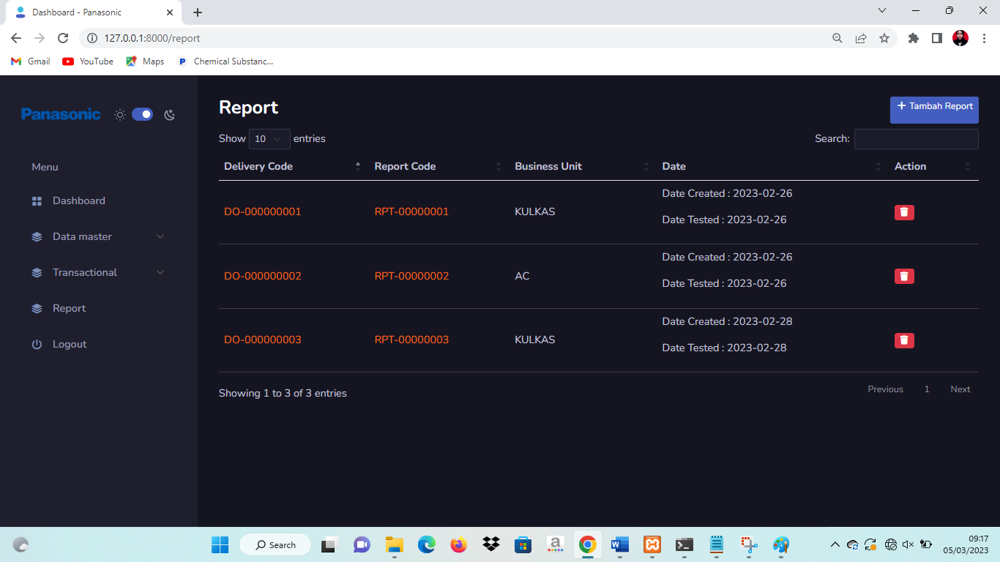 Dashboard - Panasonic
127.0.0.1:8000/report
Gmail YouTube Maps Chemical Substanc...
Panasonic
Menu
Dashboard
Data master
Transactional
Report
Logout
Report
+ Tambah Report
Show 10 entries
Search:
Delivery Code Report Code Business Unit Date Action
DO-000000001 RPT-00000001 KULKAS
Date Created : 2023-02-26
Date Tested : 2023-02-26
DO-000000002 RPT-00000002 AC
Date Created : 2023-02-26
Date Tested : 2023-02-26
DO-000000003 RPT-00000003 KULKAS
Date Created : 2023-02-28
Date Tested : 2023-02-28
Showing 1 to 3 of 3 entries
Previous 1 Next
Search
09:17
05/03/2023